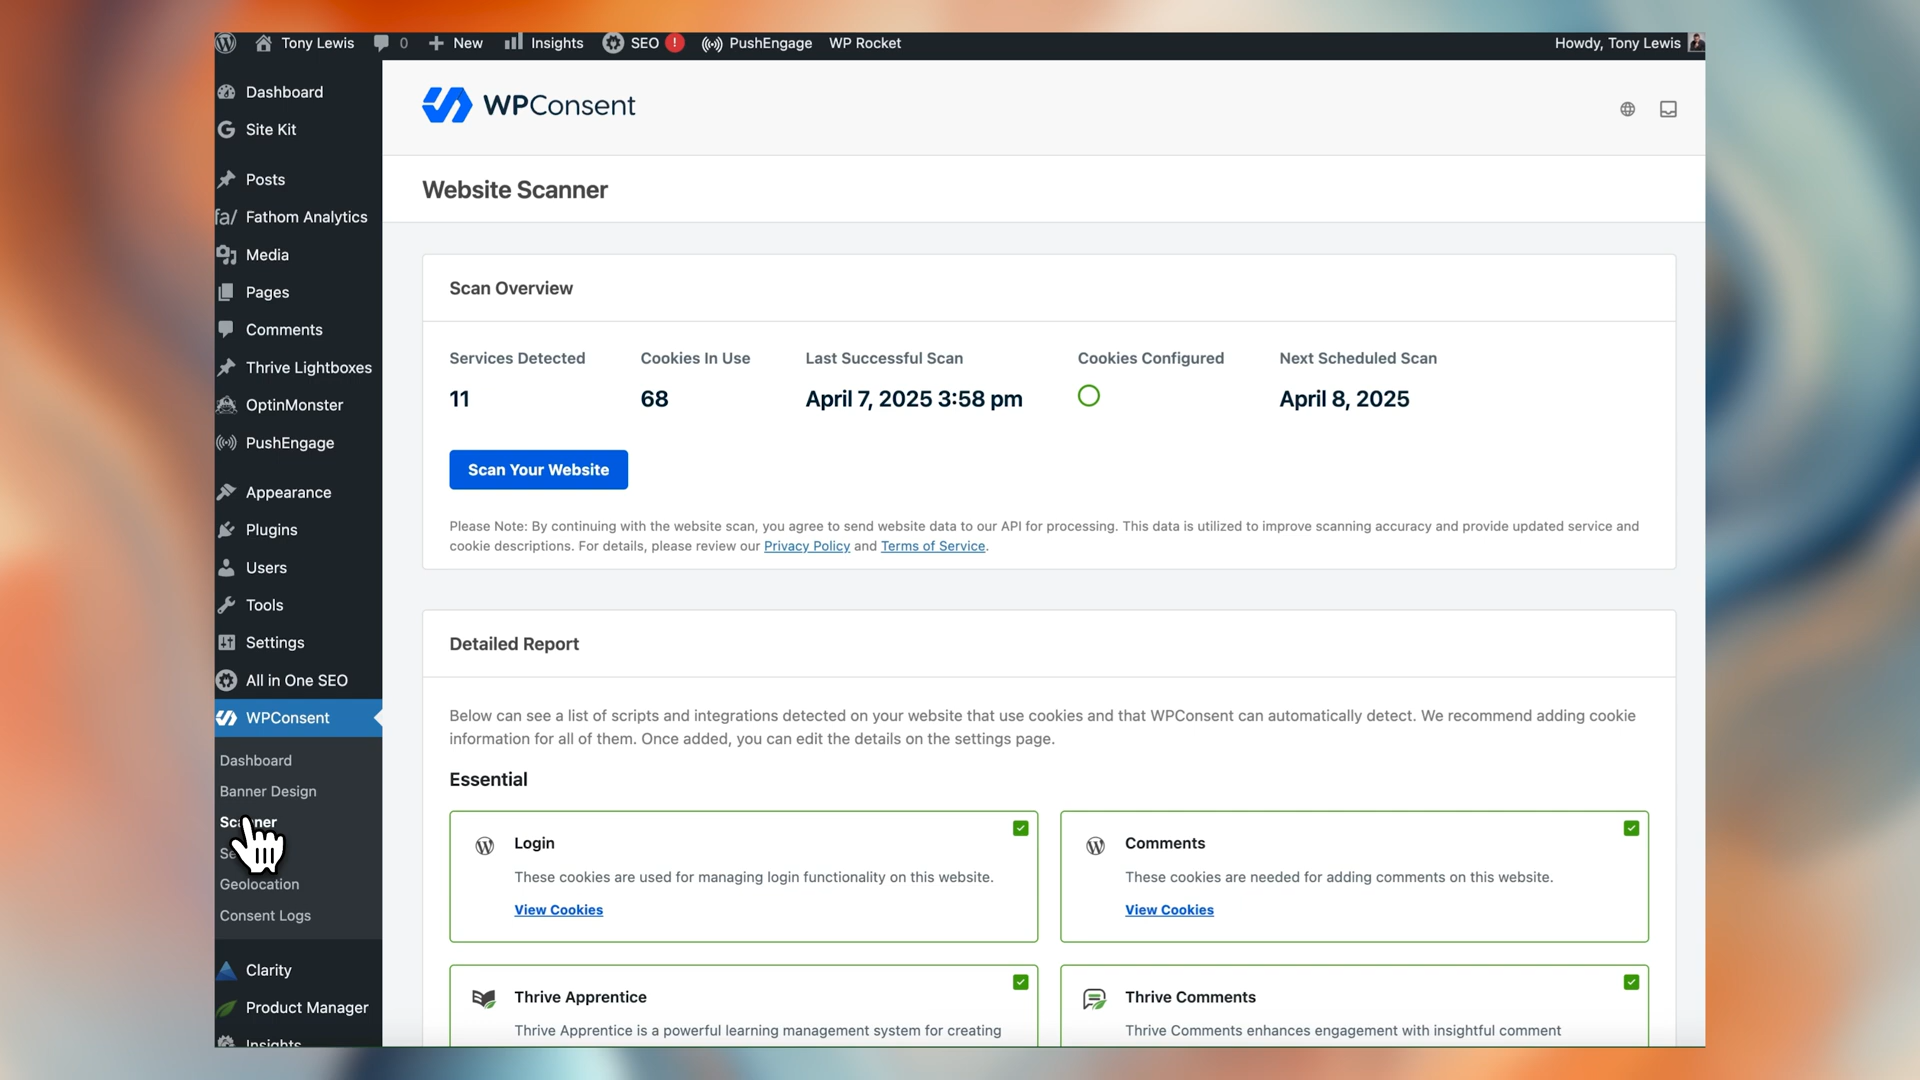 Tony Lewis
0
New
Insights
SEO
!
PushEngage
WP Rocket
Howdy, Tony Lewis
Dashboard
Site Kit
Posts
fa/ Fathom Analytics
Media
Pages
Comments
Thrive Lightboxes
OptinMonster
PushEngage
Appearance
Plugins
Users
Tools
Settings
All in One SEO
WPConsent
Dashboard
Banner Design
Scanner
Geolocation
Consent Logs
Clarity
Product Manager
Insights
WPConsent
Website Scanner
Scan Overview
Services Detected
11
Cookies In Use
68
Last Successful Scan
April 7, 2025 3:58 pm
Cookies Configured
Next Scheduled Scan
April 8, 2025
Scan Your Website
Please Note: By continuing with the website scan, you agree to send website data to our API for processing. This data is utilized to improve scanning accuracy and provide updated service and
cookie descriptions. For details, please review our Privacy Policy and Terms of Service.
Detailed Report
Below can see a list of scripts and integrations detected on your website that use cookies and that WPConsent can automatically detect. We recommend adding cookie
information for all of them. Once added, you can edit the details on the settings page.
Essential
Login
These cookies are used for managing login functionality on this website.
View Cookies
Comments
These cookies are needed for adding comments on this website.
View Cookies
Thrive Apprentice
Thrive Apprentice is a powerful learning management system for creating
Thrive Comments
Thrive Comments enhances engagement with insightful comment